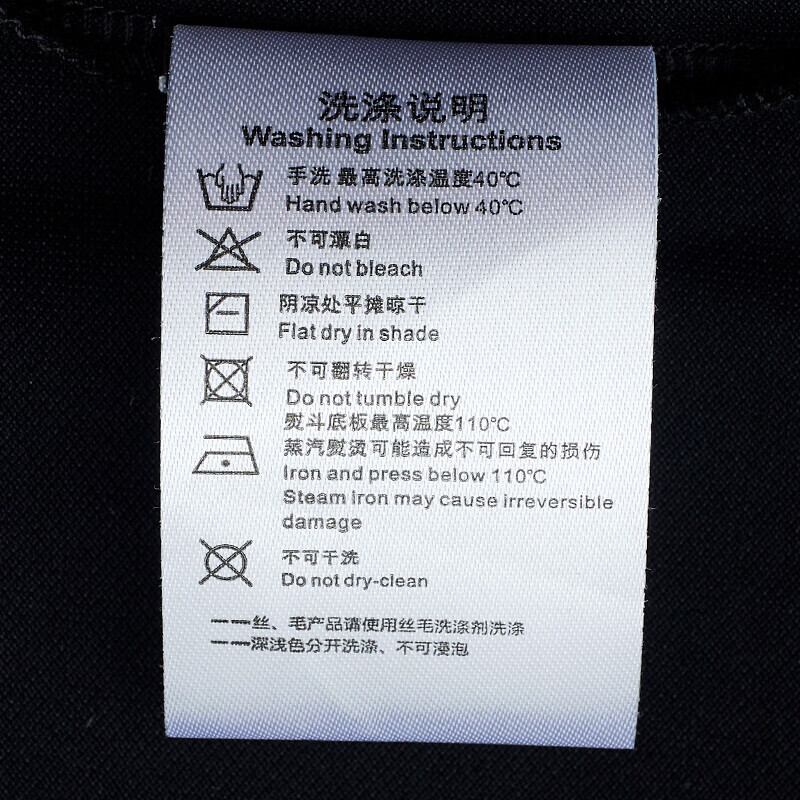 洗涤说明
Washing Instructions
手洗 最高洗涤温度40℃
Hand wash below 40℃
不可漂白
Do not bleach
阴凉处平摊晾干
Flat dry in shade
不可翻转干燥
Do not tumble dry
熨斗底板最高温度110℃
蒸汽熨烫可能造成不可回复的损伤
Iron and press below 110℃
Steam iron may cause irreversible
damage
不可干洗
Do not dry-clean
——丝、毛产品请使用丝毛洗涤剂洗涤
——深浅色分开洗涤、不可浸泡